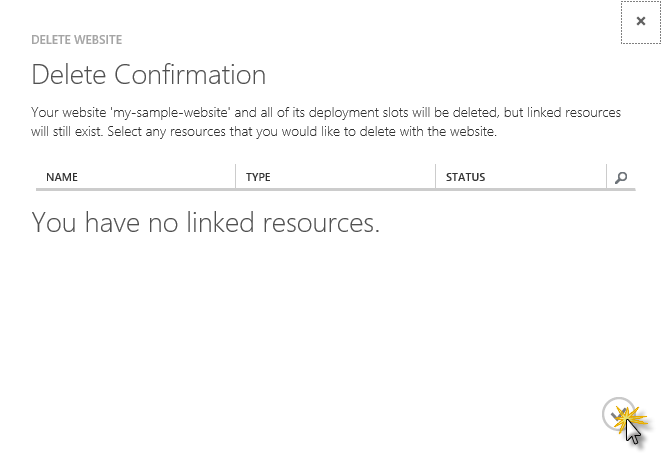 DELETE WEBSITE
Delete Confirmation
Your website 'my-sample-website' and all of its deployment slots will be deleted, but linked resources
will still exist. Select any resources that you would like to delete with the website.
NAME TYPE STATUS
You have no linked resources.